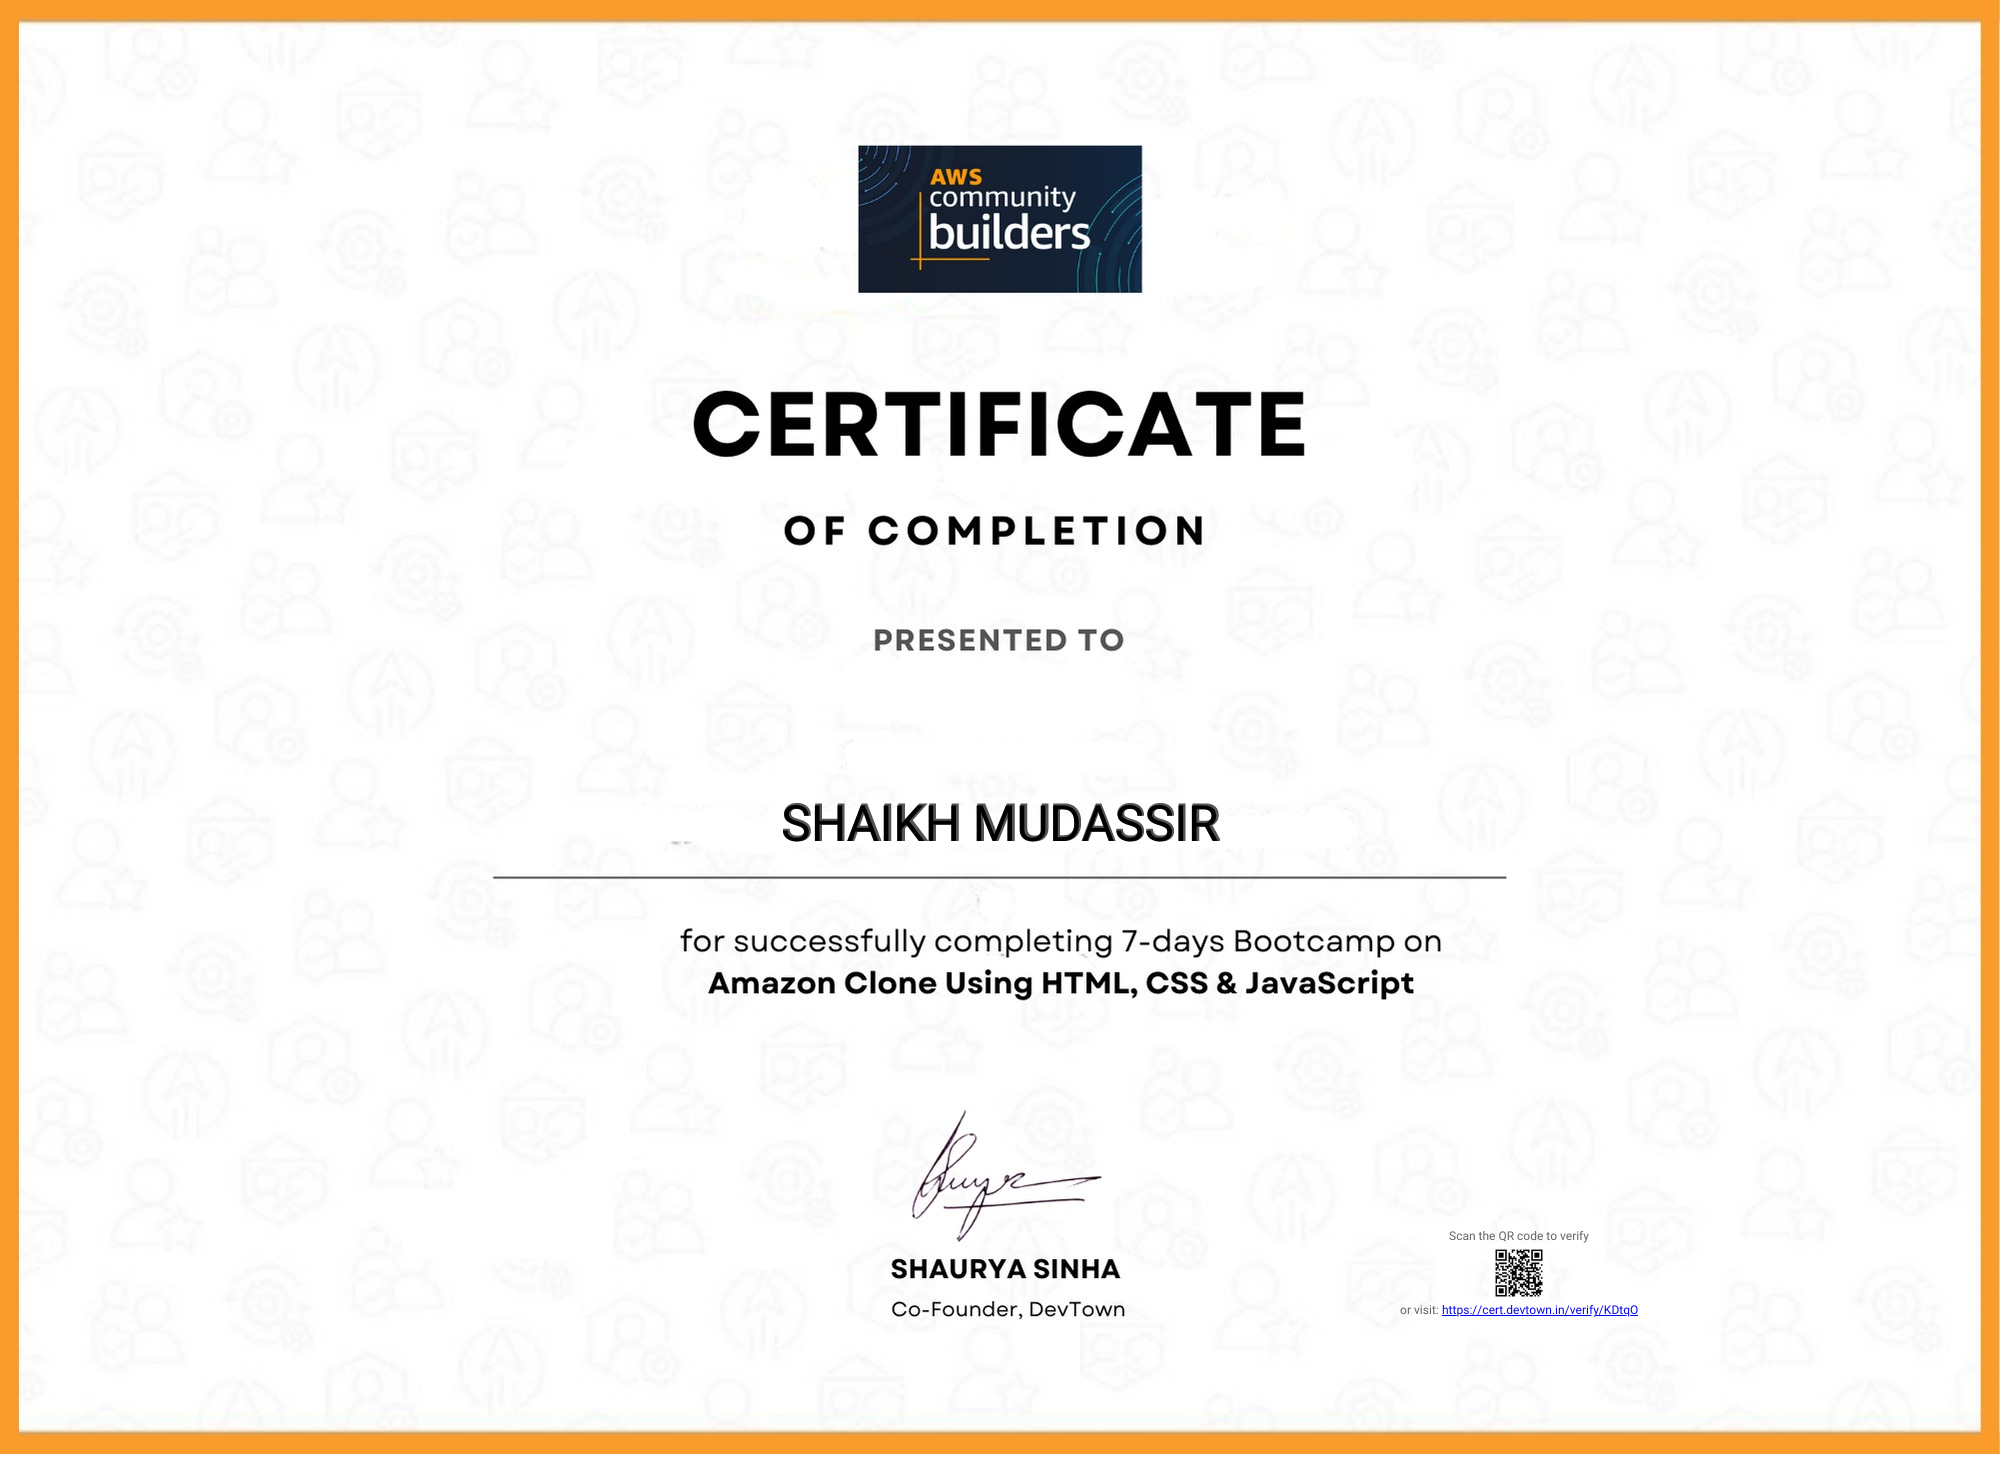 AWS
community
builders
CERTIFICATE
OF COMPLETION
PRESENTED TO
SHAIKH MUDASSIR
for successfully completing 7-days Bootcamp on
Amazon Clone Using HTML, CSS & JavaScript
SHAURYA SINHA
Co-Founder, DevTown
Scan the QR code to verify
or visit: https://cert.devtown.in/verify/KDtqO